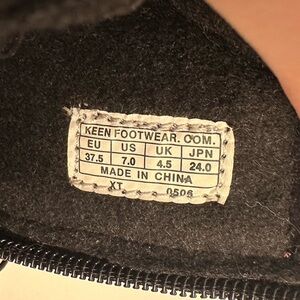 KEEN FOOTWEAR.COM.
EU US UK JPN
37.5 7.0 4.5 24.0
MADE IN CHINA
XT 0506